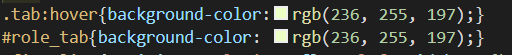 .tab:hover{background-color:rgb(236, 255, 197);}
#role_tab{background-color: rgb(236, 255, 197);}